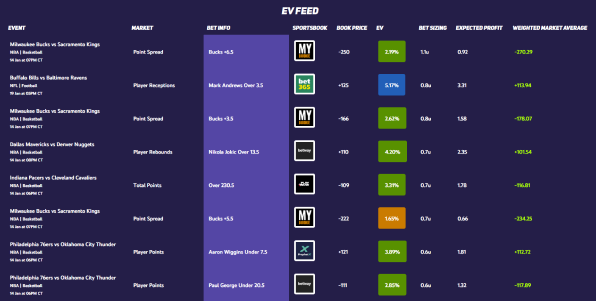 EV FEED
EVENT MARKET BET INFO SPORTSBOOK BOOK PRICE EV BET SIZING EXPECTED PROFIT WEIGHTED MARKET AVERAGE
Milwaukee Bucks vs Sacramento Kings
NBA | Basketball
14 Jan at 07PM CT
Point Spread Bucks +6.5 MY -250 2.19% 1.1u 0.92 -270.29
Buffalo Bills vs Baltimore Ravens
NFL | Football
19 Jan at 05PM CT
Player Receptions Mark Andrews Over 3.5 bet365 +125 5.17% 0.8u 3.31 +113.94
Milwaukee Bucks vs Sacramento Kings
NBA | Basketball
14 Jan at 07PM CT
Point Spread Bucks +3.5 MY -166 2.62% 0.8u 1.58 -178.07
Dallas Mavericks vs Denver Nuggets
NBA | Basketball
14 Jan at 08PM CT
Player Rebounds Nikola Jokic Over 13.5 betway +110 4.20% 0.7u 2.35 +101.54
Indiana Pacers vs Cleveland Cavaliers
NBA | Basketball
14 Jan at 06PM CT
Total Points Over 230.5 -109 3.31% 0.7u 1.78 -116.81
Milwaukee Bucks vs Sacramento Kings
NBA | Basketball
14 Jan at 07PM CT
Point Spread Bucks +5.5 MY -222 1.65% 0.7u 0.66 -234.25
Philadelphia 76ers vs Oklahoma City Thunder
NBA | Basketball
14 Jan at 06PM CT
Player Points Aaron Wiggins Under 7.5 +121 3.89% 0.6u 1.81 +112.72
Philadelphia 76ers vs Oklahoma City Thunder
NBA | Basketball
14 Jan at 06PM CT
Player Points Paul George Under 20.5 betway -111 2.85% 0.6u 1.32 -117.89